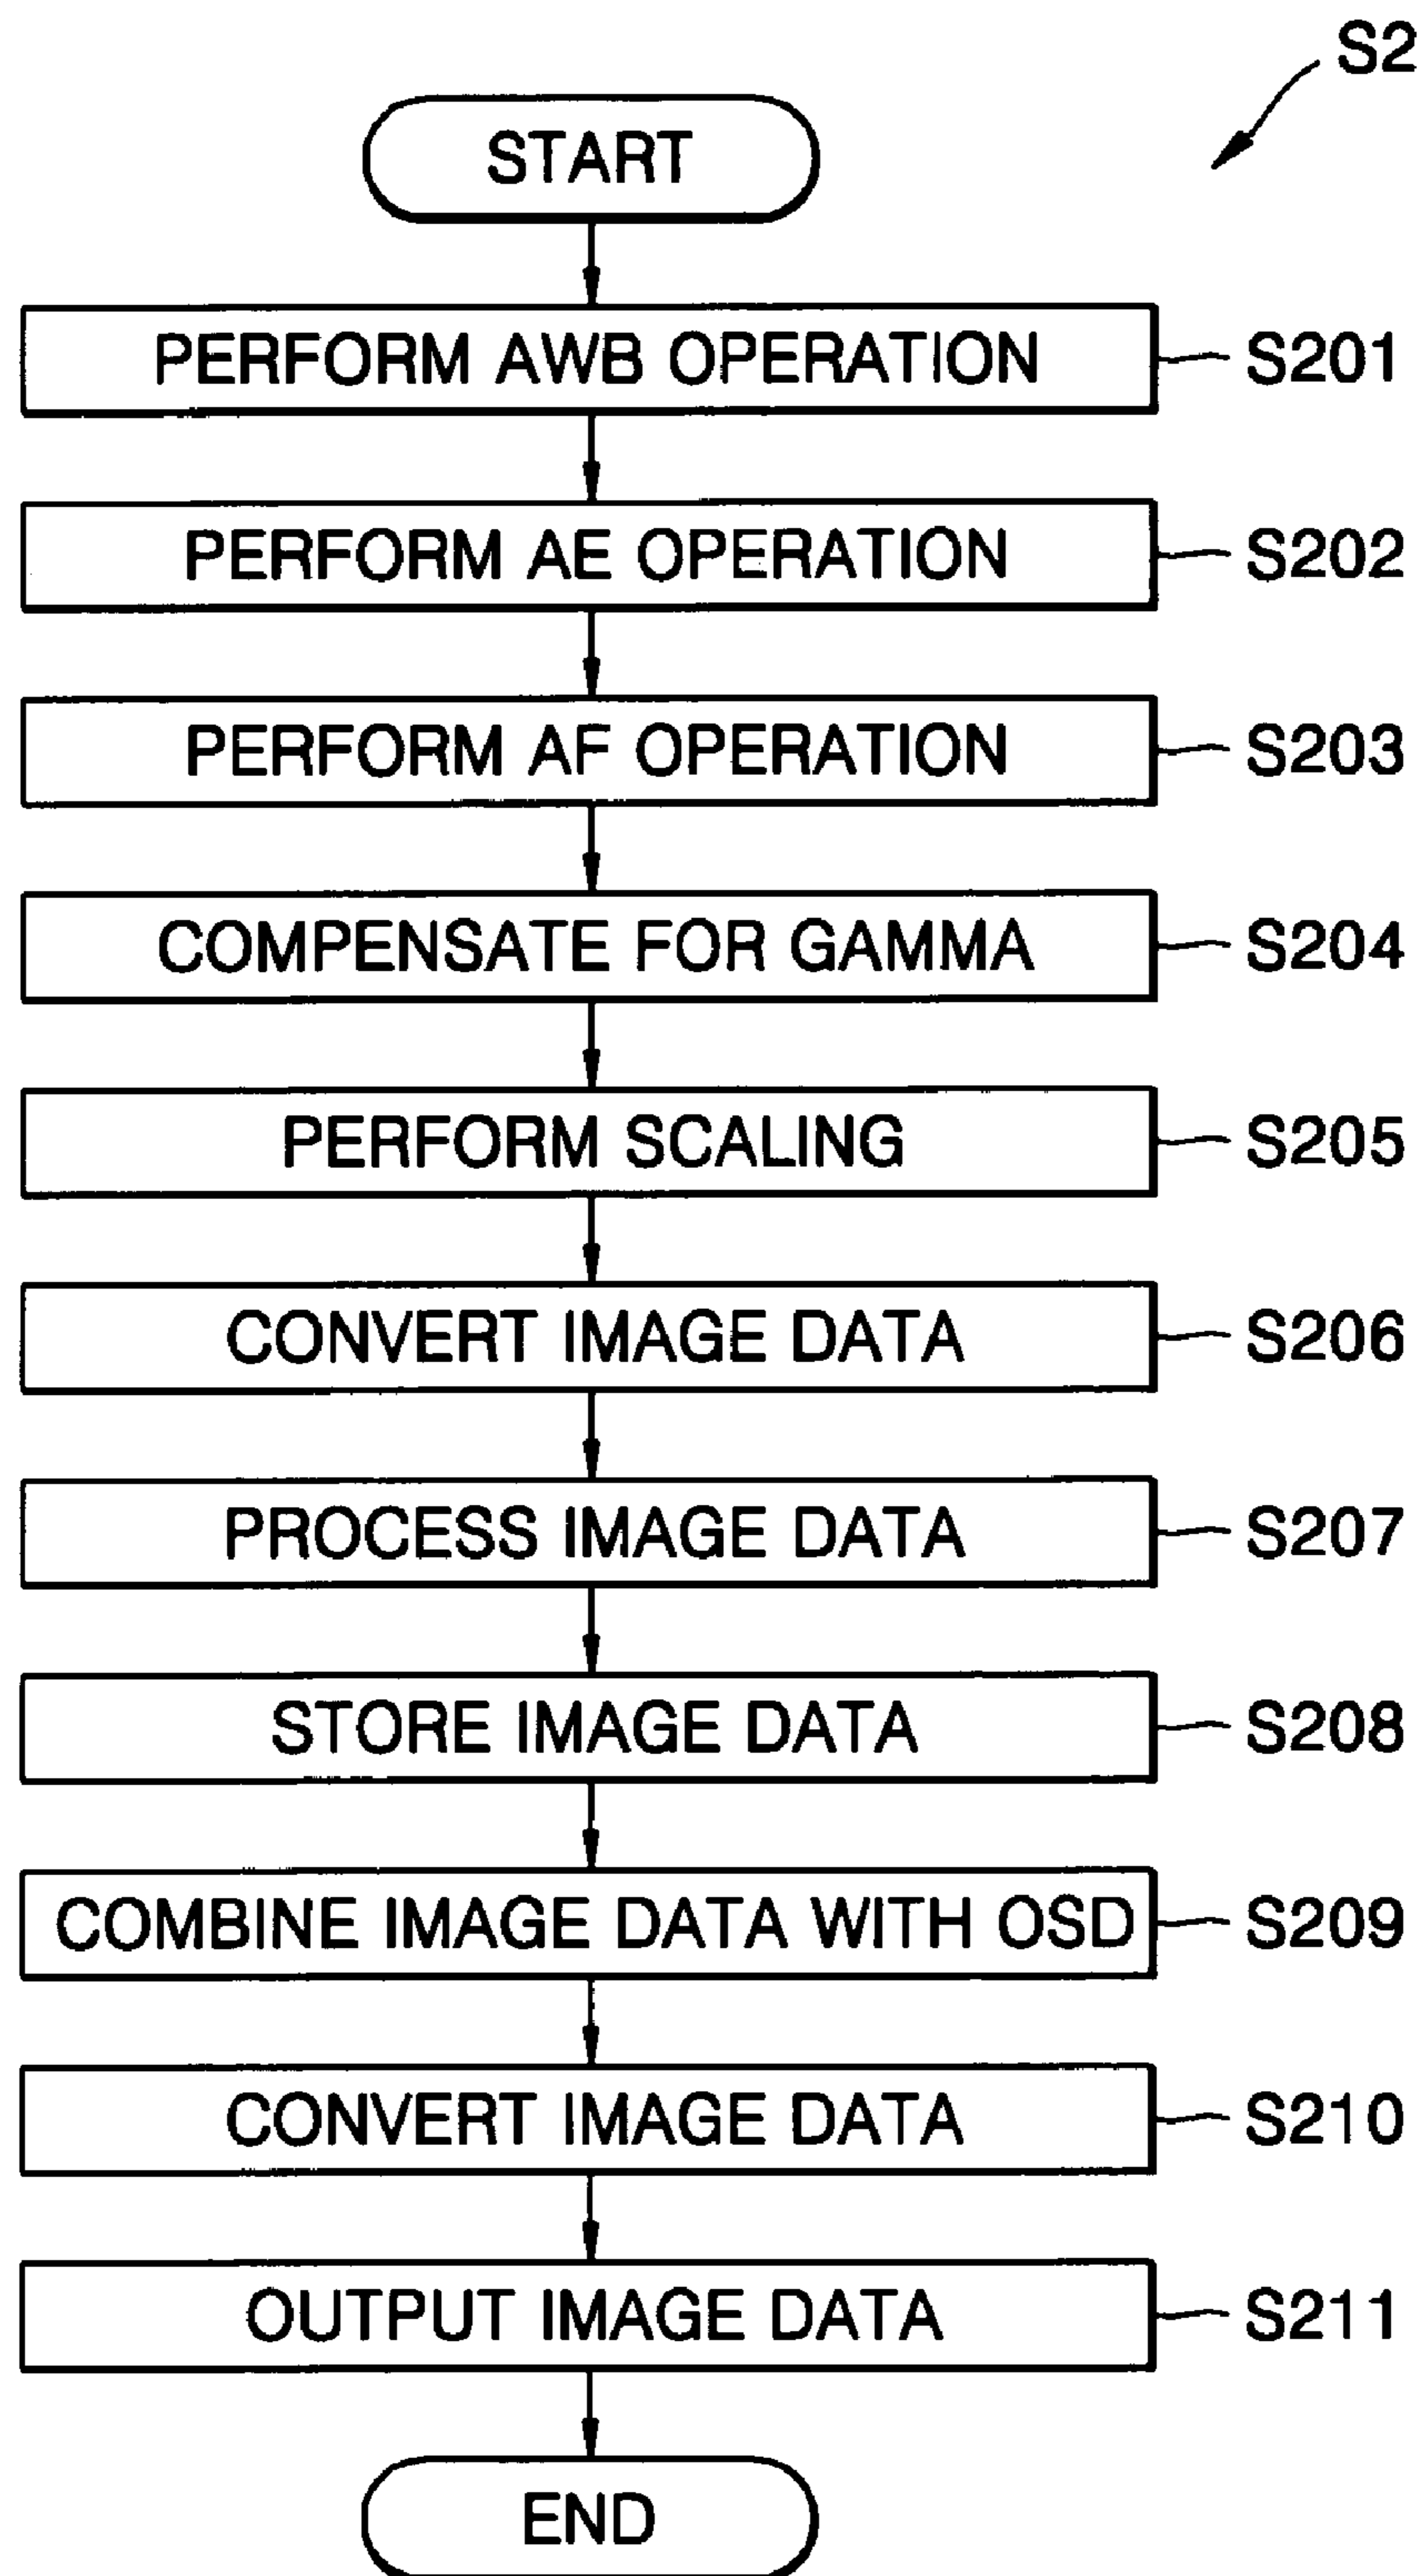 S2
START
PERFORM AWB OPERATION S201
PERFORM AE OPERATION S202
PERFORM AF OPERATION S203
COMPENSATE FOR GAMMA S204
PERFORM SCALING S205
CONVERT IMAGE DATA S206
PROCESS IMAGE DATA S207
STORE IMAGE DATA S208
COMBINE IMAGE DATA WITH OSD S209
CONVERT IMAGE DATA S210
OUTPUT IMAGE DATA S211
END